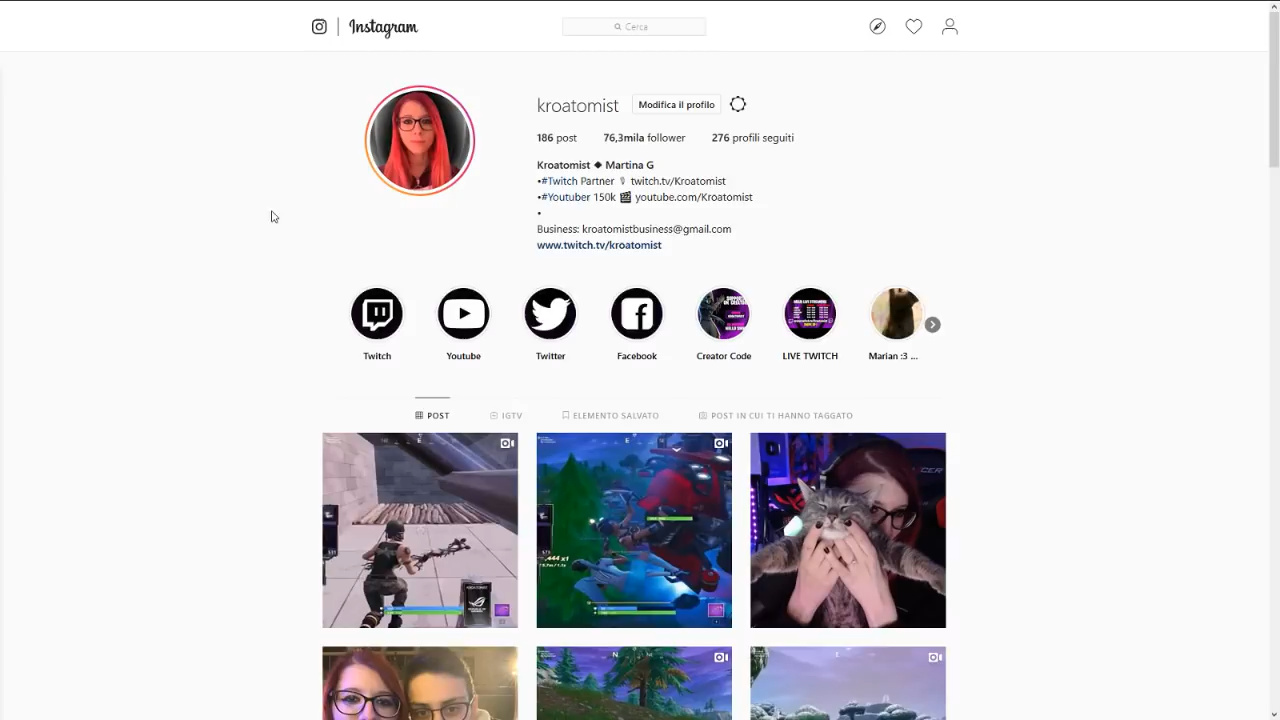 Instagram
Cerca
kroatomist Modifica il profilo
186 post 76,3mila follower 276 profili seguiti
Kroatomist ◆ Martina G
•#Twitch Partner 🎙 twitch.tv/Kroatomist
•#Youtuber 150k 🎬 youtube.com/Kroatomist
•
Business: kroatomistbusiness@gmail.com
www.twitch.tv/kroatomist
Twitch Youtube Twitter Facebook Creator Code LIVE TWITCH Marian :3 ...
POST IGTV ELEMENTO SALVATO POST IN CUI TI HANNO TAGGATO